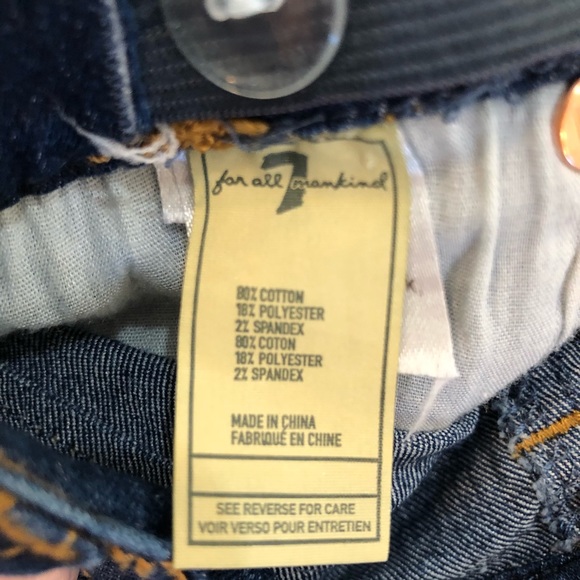 7
for all mankind
80% COTTON
18% POLYESTER
2% SPANDEX
80% COTON
18% POLYESTER
2% SPANDEX
MADE IN CHINA
FABRIQUÉ EN CHINE
SEE REVERSE FOR CARE
VOIR VERSO POUR ENTRETIEN